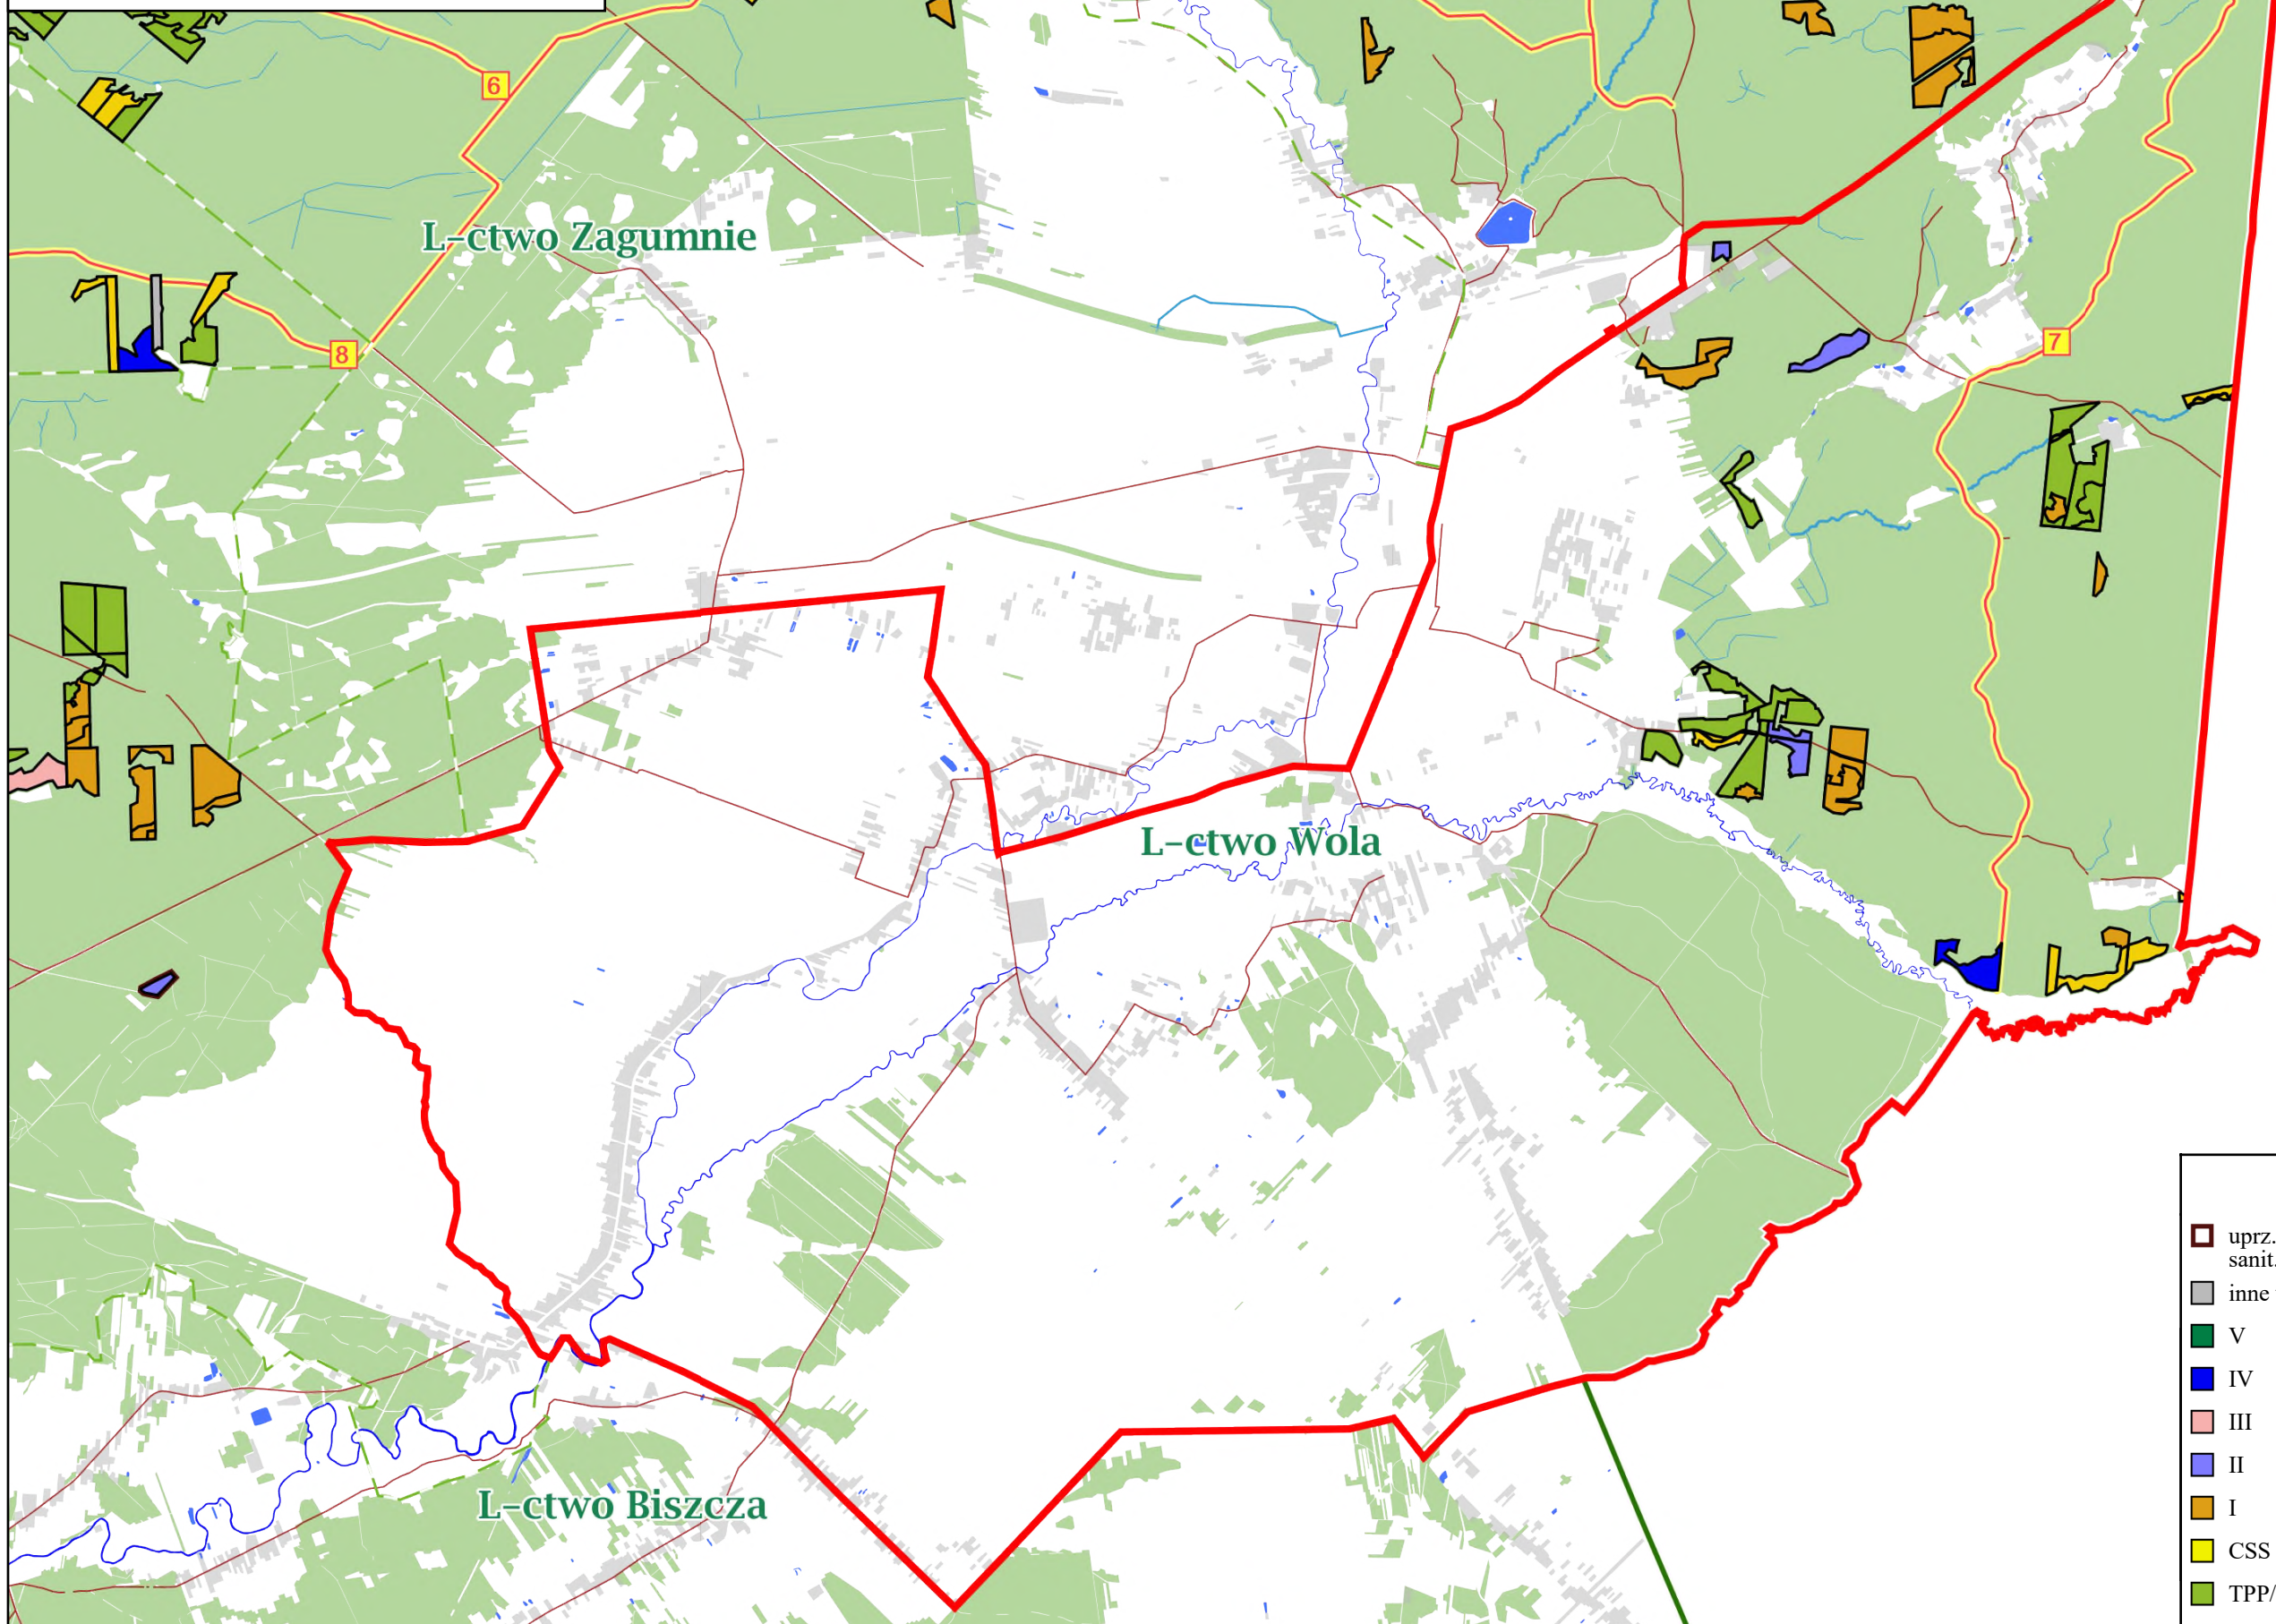 6
L-ctwo Zagumnie
8
7
L-ctwo Wola
L-ctwo Biszcza
uprz.
sanit.
inne
V
IV
III
II
I
CSS
TPP/